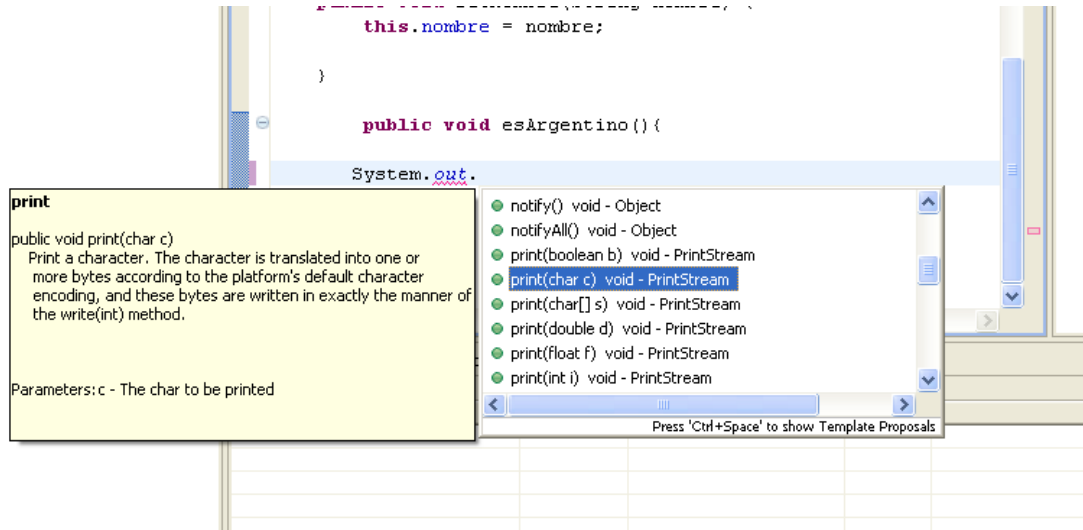 this.nombre = nombre;
}
public void esArgentino(){
System.out.
print
public void print(char c)
Print a character. The character is translated into one or
more bytes according to the platform's default character
encoding, and these bytes are written in exactly the manner of
the write(int) method.
Parameters:c - The char to be printed
notify() void - Object
notifyAll() void - Object
print(boolean b) void - PrintStream
print(char c) void - PrintStream
print(char[] s) void - PrintStream
print(double d) void - PrintStream
print(float f) void - PrintStream
print(int i) void - PrintStream
Press 'Ctrl+Space' to show Template Proposals